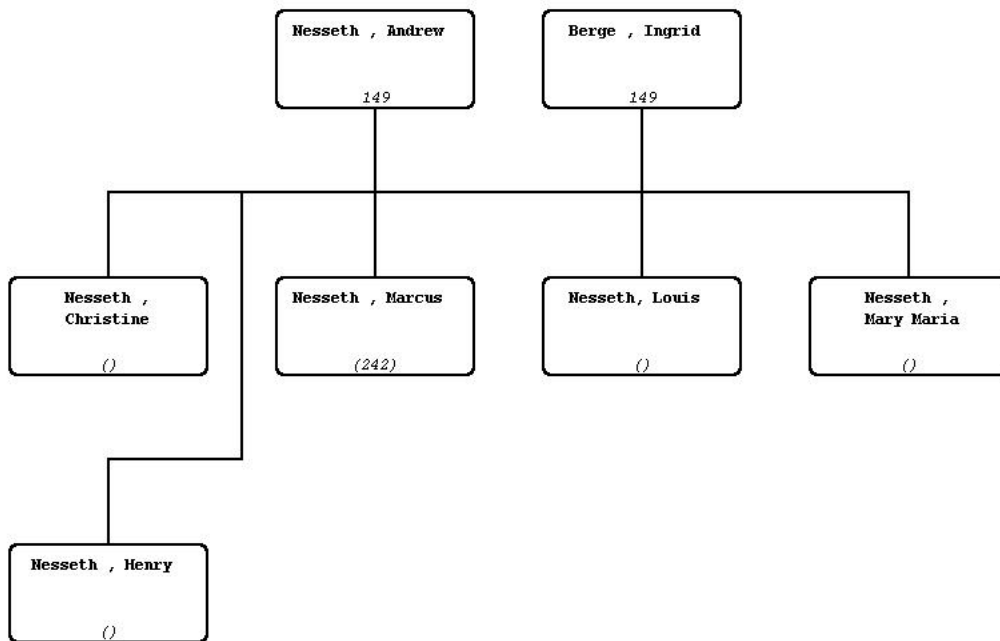 Nesseth , Andrew
149
Berge , Ingrid
149
Nesseth ,
Christine
()
Nesseth , Marcus
(242)
Nesseth, Louis
()
Nesseth ,
Mary Maria
()
Nesseth , Henry
()